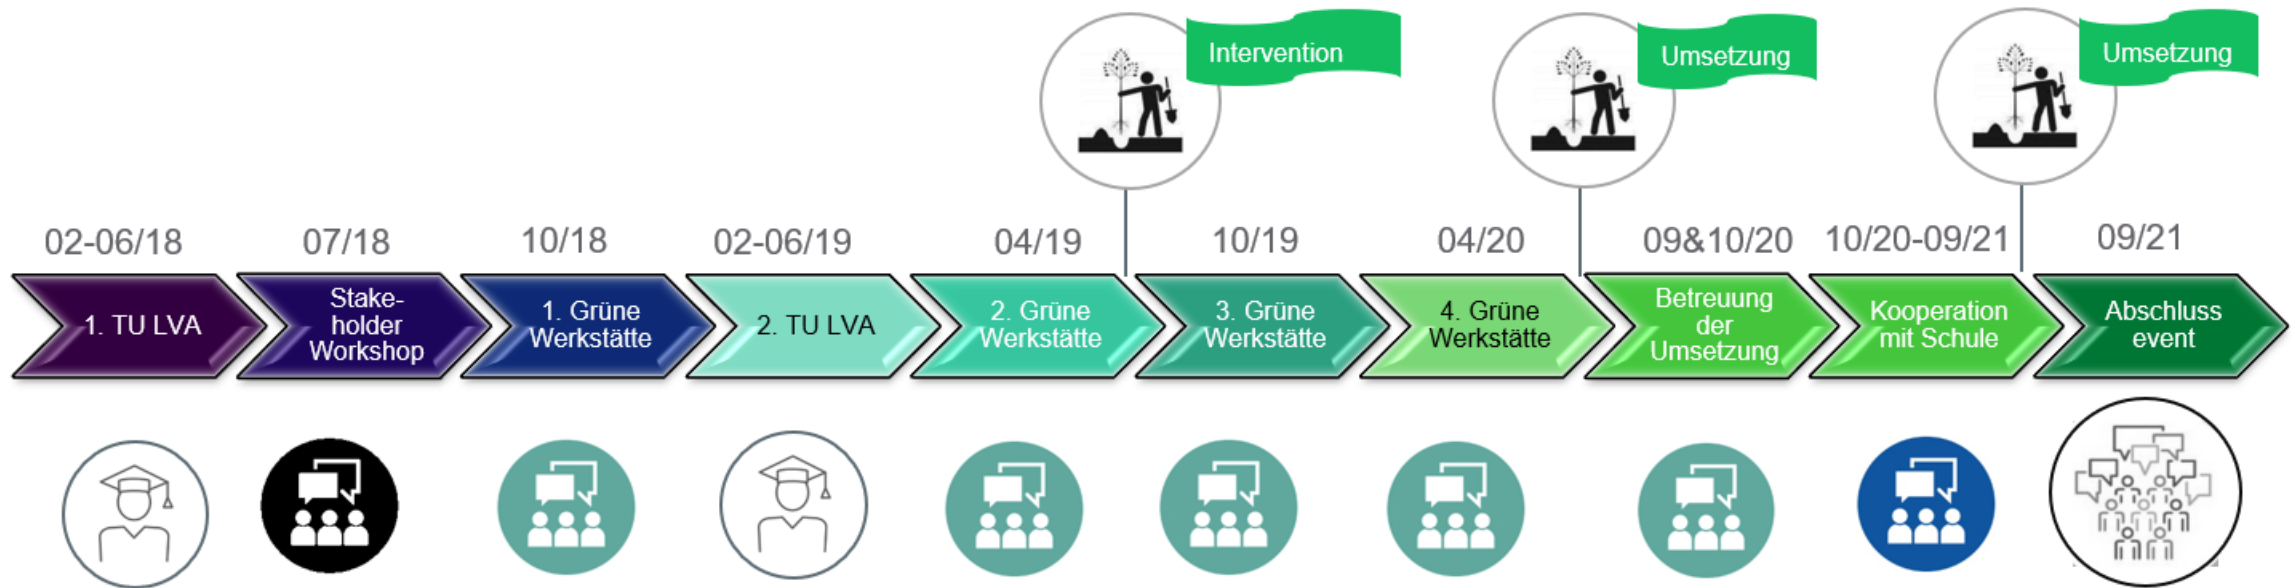 Intervention
Umsetzung
Umsetzung
02-06/18
07/18
10/18
02-06/19
04/19
10/19
04/20
09&10/20
10/20-09/21
09/21
1. TU LVA
Stake-
holder
Workshop
1. Grüne
Werkstätte
2. TU LVA
2. Grüne
Werkstätte
3. Grüne
Werkstätte
4. Grüne
Werkstätte
Betreuung
der
Umsetzung
Kooperation
mit Schule
Abschluss
event